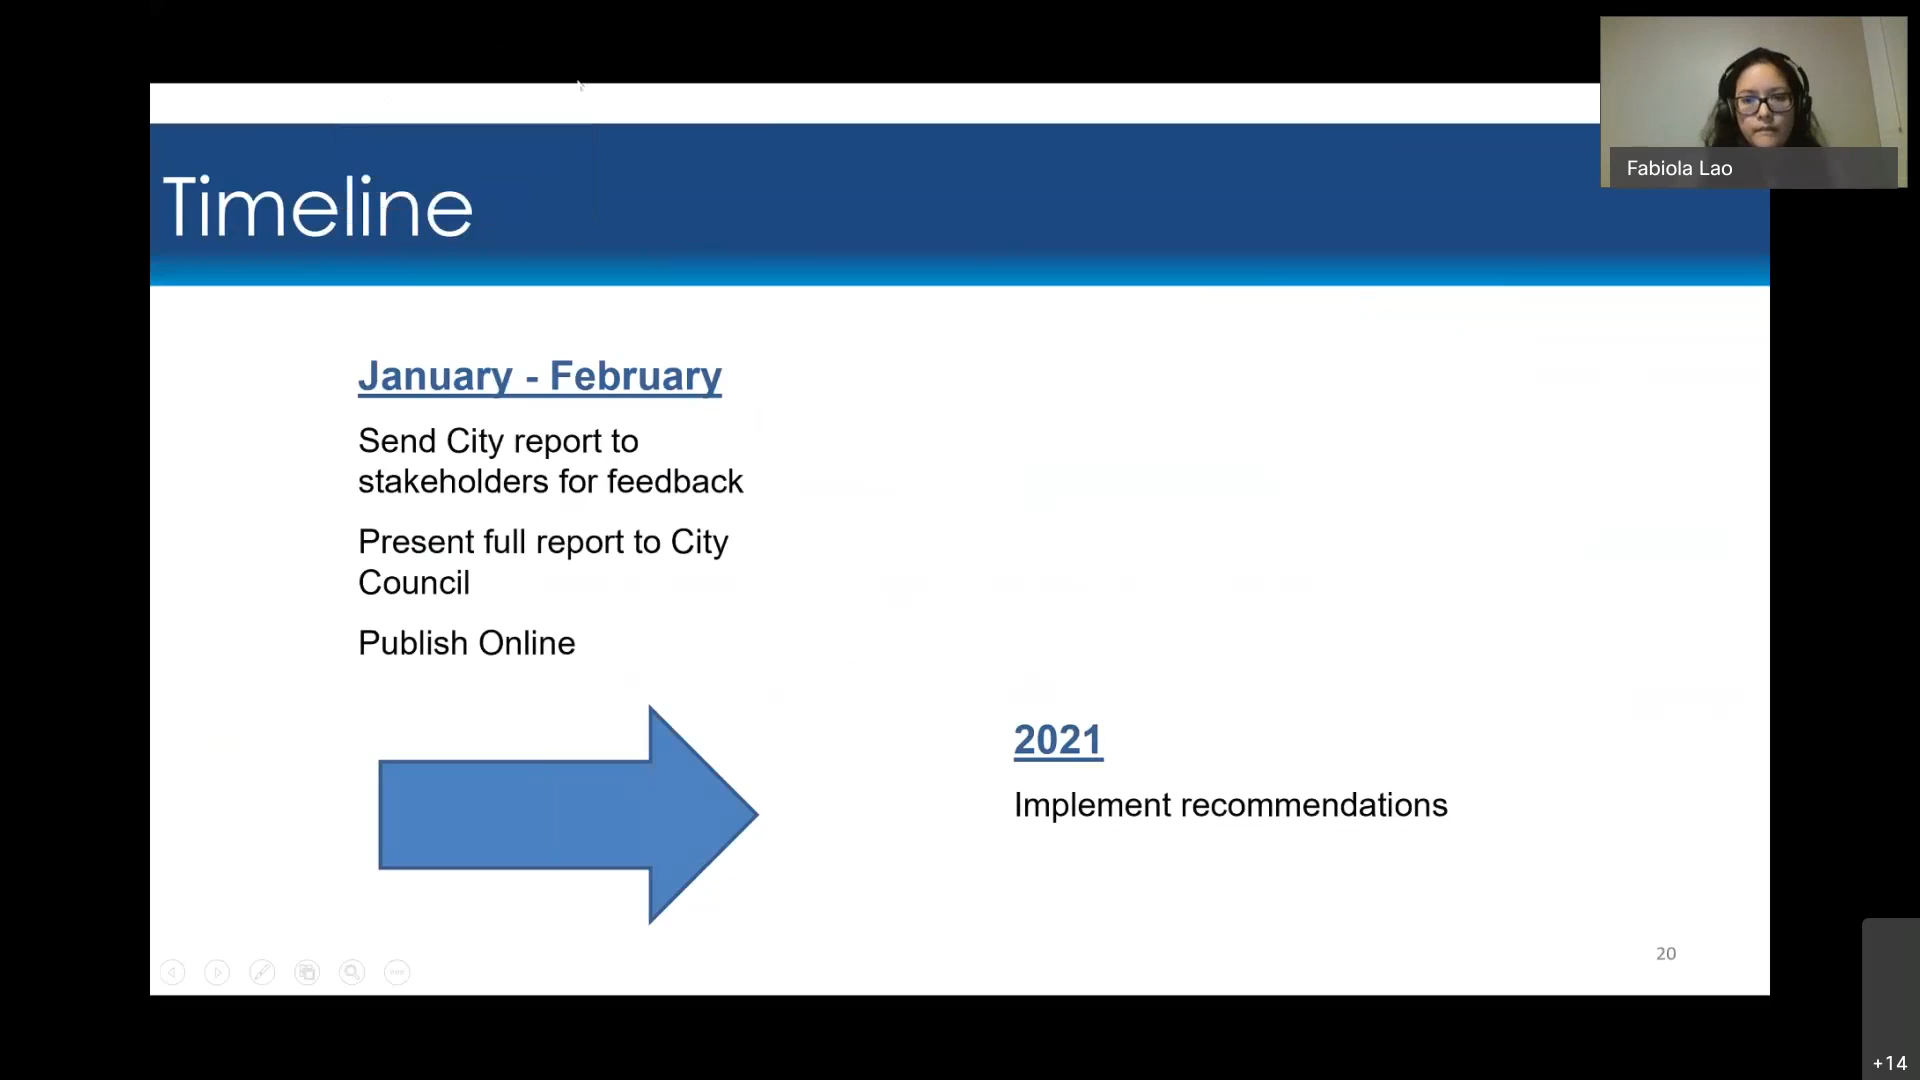 Fabiola Lao
Timeline
January - February
Send City report to
stakeholders for feedback
Present full report to City
Council
Publish Online
2021
Implement recommendations
20
+14